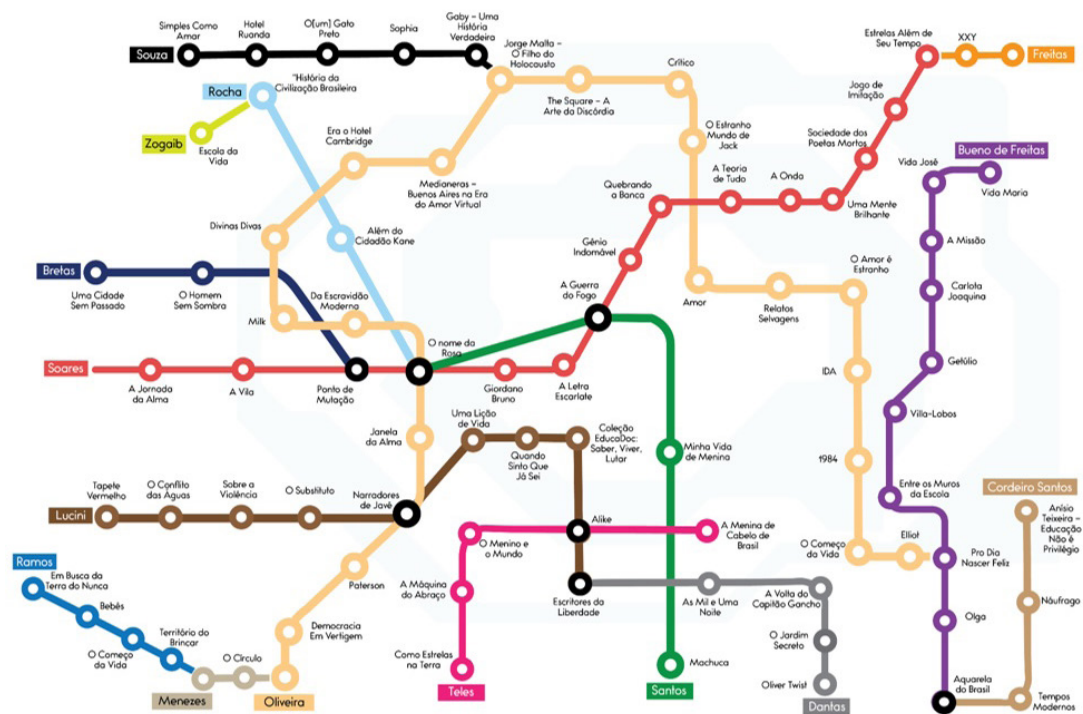 Simples Como
Amar
Hotel
Ruanda
O[um] Gato
Preto
Sophia
Gaby – Uma
História
Verdadeira
Souza
Jorge Malta –
O Filho do
Holocausto
The Square – A
Arte da Discórdia
Crítico
Estrelas Além de
Seu Tempo
XXY
Freitas
"História da
Civilização Brasileira
Rocha
Zogaib
Escola da
Vida
Era o Hotel
Cambridge
Medianeras –
Buenos Aires na Era
do Amor Virtual
O Estranho
Mundo de
Jack
Jogo de
Imitação
Sociedade dos
Poetas Mortos
Quebrando
a Banca
A Teoria
de Tudo
A Onda
Uma Mente
Brilhante
Vida José
Bueno de Freitas
Vida Maria
Divinas Divas
Além do
Cidadão Kane
Gênio
Indomável
A Missão
Bretas
Uma Cidade
Sem Passado
O Homem
Sem Sombra
Da Escravidão
Moderna
Milk
A Guerra
do Fogo
Amor
Relatos
Selvagens
O Amor é
Estranho
Carlota
Joaquina
O nome da
Rosa
Soares
A Jornada
da Alma
A Vila
Ponto de
Mutação
Giordano
Bruno
A Letra
Escarlate
IDA
Getúlio
Villa-Lobos
Janela
da Alma
Uma Lição
de Vida
Quando
Sinto Que
Já Sei
Coleção
EducaDoc:
Saber, Viver,
Lutar
Minha Vida
de Menina
1984
Entre os Muros
da Escola
Cordeiro Santos
Tapete
Vermelho
O Conflito
das Águas
Sobre a
Violência
O Substituto
Narradores
de Javé
Lucini
Anísio
Teixeira –
Educação
Não é
Privilégio
O Menino e
o Mundo
Alike
A Menina de
Cabelo de
Brasil
O Começo
da Vida
Elliot
Pro Dia
Nascer Feliz
Ramos
Em Busca da
Terra do Nunca
Bebês
O Começo
da Vida
Território do
Brincar
Paterson
A Máquina
do Abraço
Escritores da
Liberdade
As Mil e Uma
Noite
A Volta do
Capitão Gancho
Náufrago
Olga
Democracia
Em Vertigem
O Jardim
Secreto
O Círculo
Menezes
Oliveira
Como Estrelas
na Terra
Teles
Machuca
Santos
Oliver Twist
Dantas
Aquarela
do Brasil
Tempos
Modernos